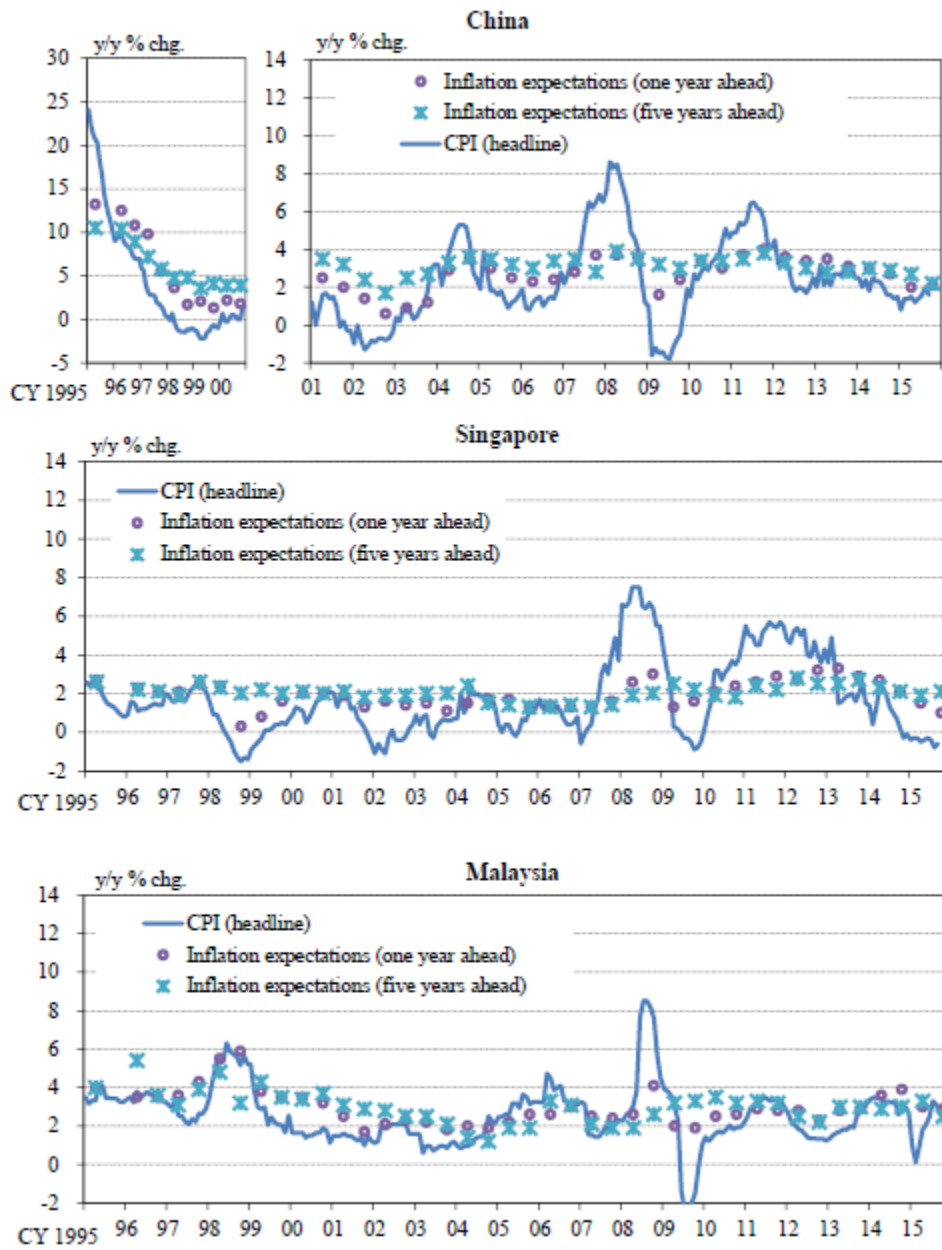 China
y/y % chg.
y/y % chg.
30
25
20
15
10
5
0
-5
CY 1995 96 97 98 99 00
14
12
10
8
6
4
2
0
-2
Inflation expectations (one year ahead)
Inflation expectations (five years ahead)
CPI (headline)
01 02 03 04 05 06 07 08 09 10 11 12 13 14 15
Singapore
y/y % chg.
14
12
10
8
6
4
2
0
-2
CPI (headline)
Inflation expectations (one year ahead)
Inflation expectations (five years ahead)
CY 1995 96 97 98 99 00 01 02 03 04 05 06 07 08 09 10 11 12 13 14 15
Malaysia
y/y % chg.
14
12
10
8
6
4
2
0
-2
CPI (headline)
Inflation expectations (one year ahead)
Inflation expectations (five years ahead)
CY 1995 96 97 98 99 00 01 02 03 04 05 06 07 08 09 10 11 12 13 14 15